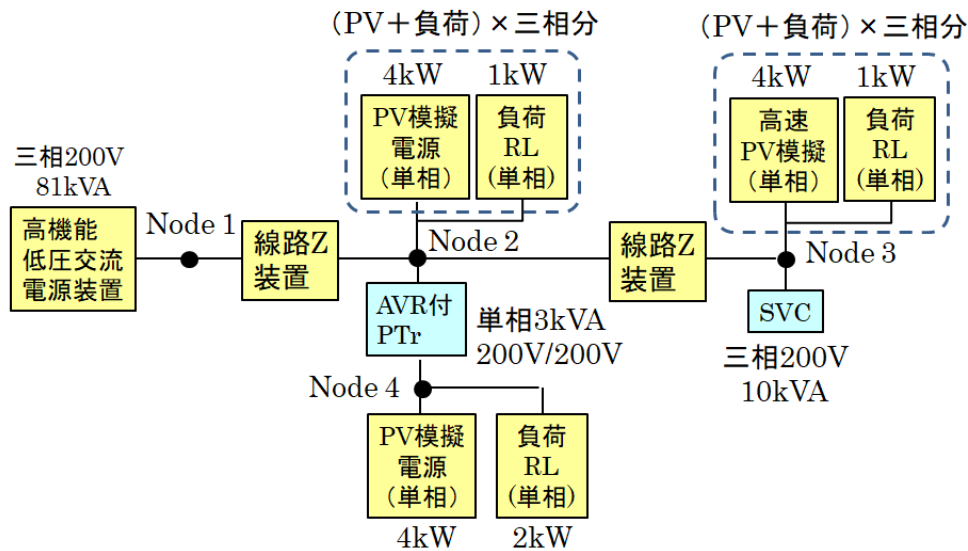 (PV＋負荷)×三相分
4kW
1kW
PV模擬
電源
（単相）
負荷
RL
(単相)
(PV＋負荷)×三相分
4kW
1kW
高速
PV模擬
（単相）
負荷
RL
(単相)
三相200V
81kVA
高機能
低圧交流
電源装置
Node 1
線路Z
装置
Node 2
線路Z
装置
Node 3
AVR付
PTr
単相3kVA
200V/200V
SVC
三相200V
10kVA
Node 4
PV模擬
電源
（単相）
負荷
RL
(単相)
4kW
2kW